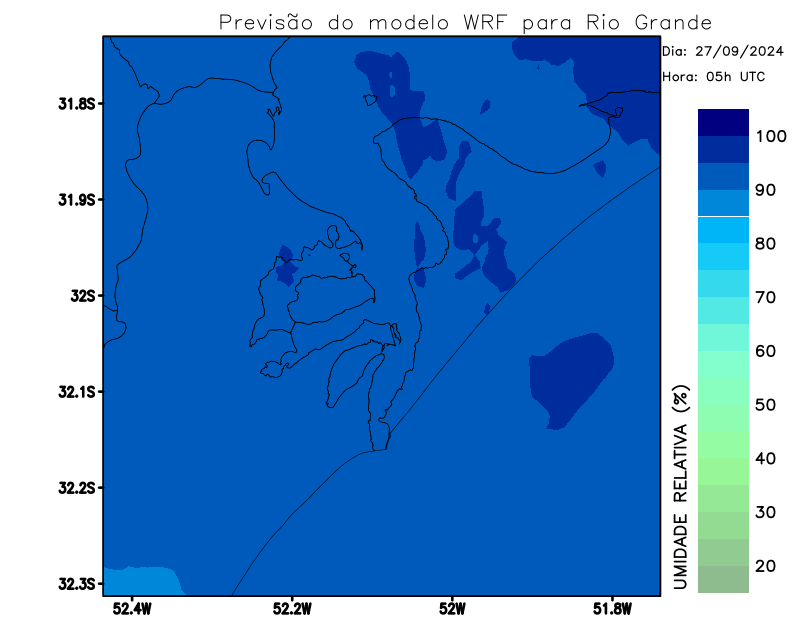 Previsão do modelo WRF para Rio Grande
Dia: 27/09/2024
Hora: 05h UTC
31.8S
31.9S
32S
32.1S
32.2S
32.3S
52.4W
52.2W
52W
51.8W
100
90
80
70
60
50
40
30
20
UMIDADE RELATIVA (%)